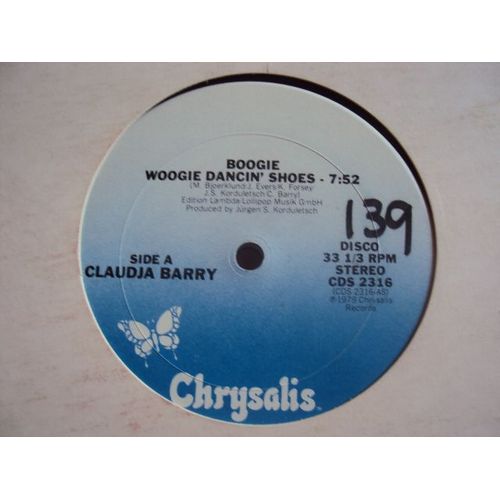 BOOGIE
WOOGIE DANCIN' SHOES - 7:52
(M. Bjoerklund J. Evers K. Forsey
J.S. Korduletsch C. Barry)
Edition Lambda-Lollipop Musik GmbH
Produced by Jürgen S. Korduletsch
139
SIDE A
CLAUDJA BARRY
DISCO
33 1/3 RPM
STEREO
CDS 2316
(CDS 2316-AS)
Ⓟ 1978 Chrysalis
Records
Chrysalis